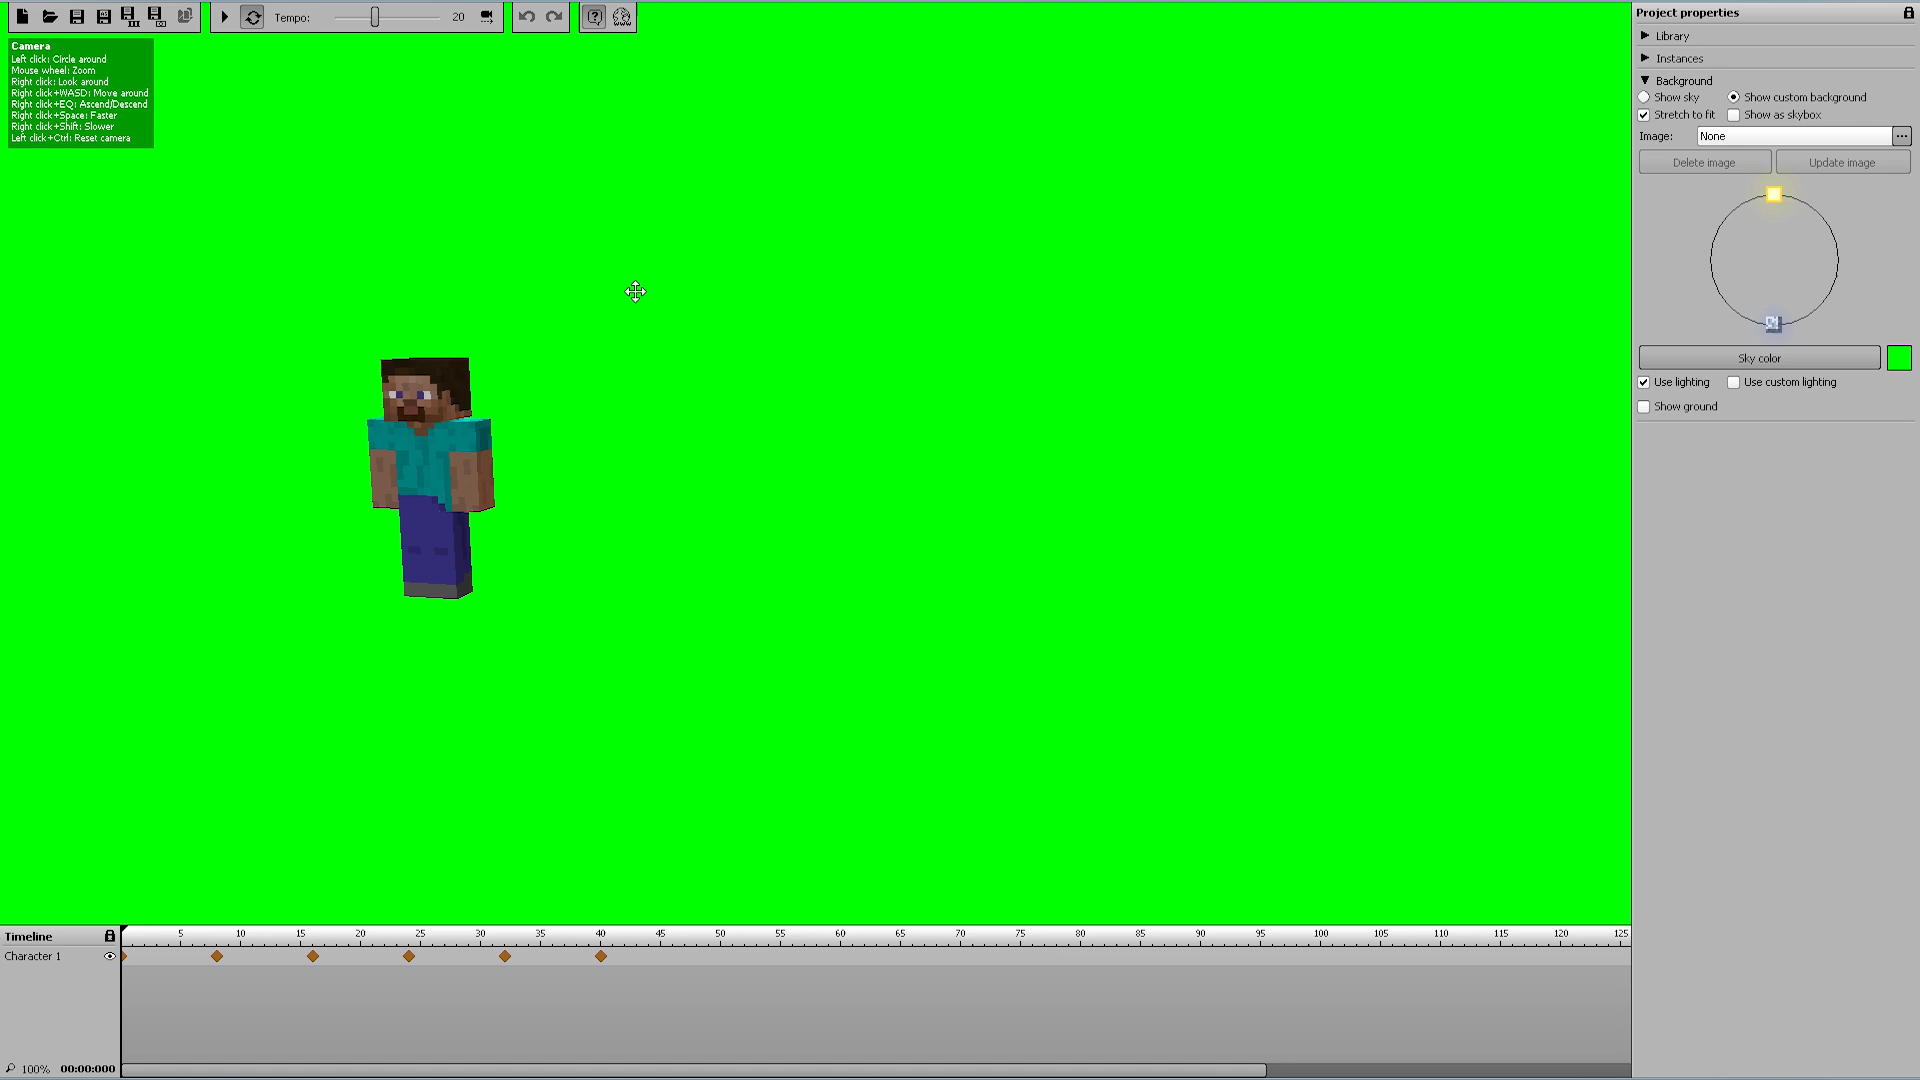 Tempo: 20
Camera
Left click: Circle around
Mouse wheel: Zoom
Right click: Look around
Right click+WASD: Move around
Right click+EQ: Ascend/Descend
Right click+Space: Faster
Right click+Shift: Slower
Left click+Ctrl: Reset camera
Project properties
Library
Instances
Background
Show sky Show custom background
Stretch to fit Show as skybox
Image: None ...
Delete image Update image
Sky color
Use lighting Use custom lighting
Show ground
Timeline 5 10 15 20 25 30 35 40 45 50 55 60 65 70 75 80 85 90 95 100 105 110 115 120 125
Character 1
100% 00:00:000